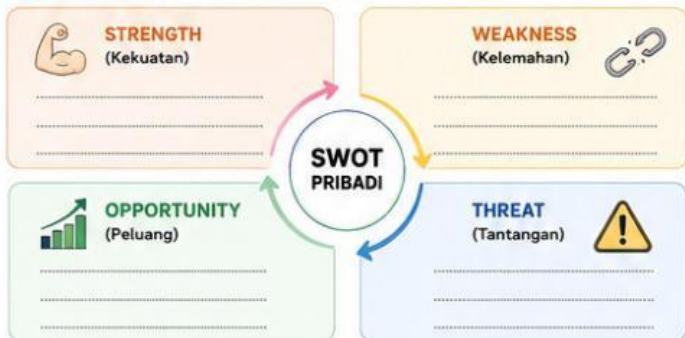 STRENGTH
(Kekuatan)
WEAKNESS
(Kelemahan)
SWOT
PRIBADI
OPPORTUNITY
(Peluang)
THREAT
(Tantangan)